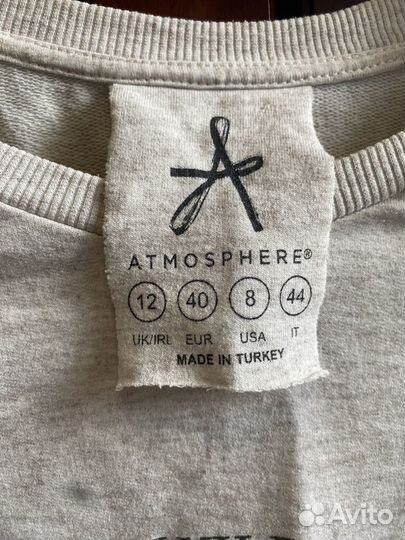 ATMOSPHERE®
12 40 8 44
UK/IRL EUR USA IT
MADE IN TURKEY
Avito